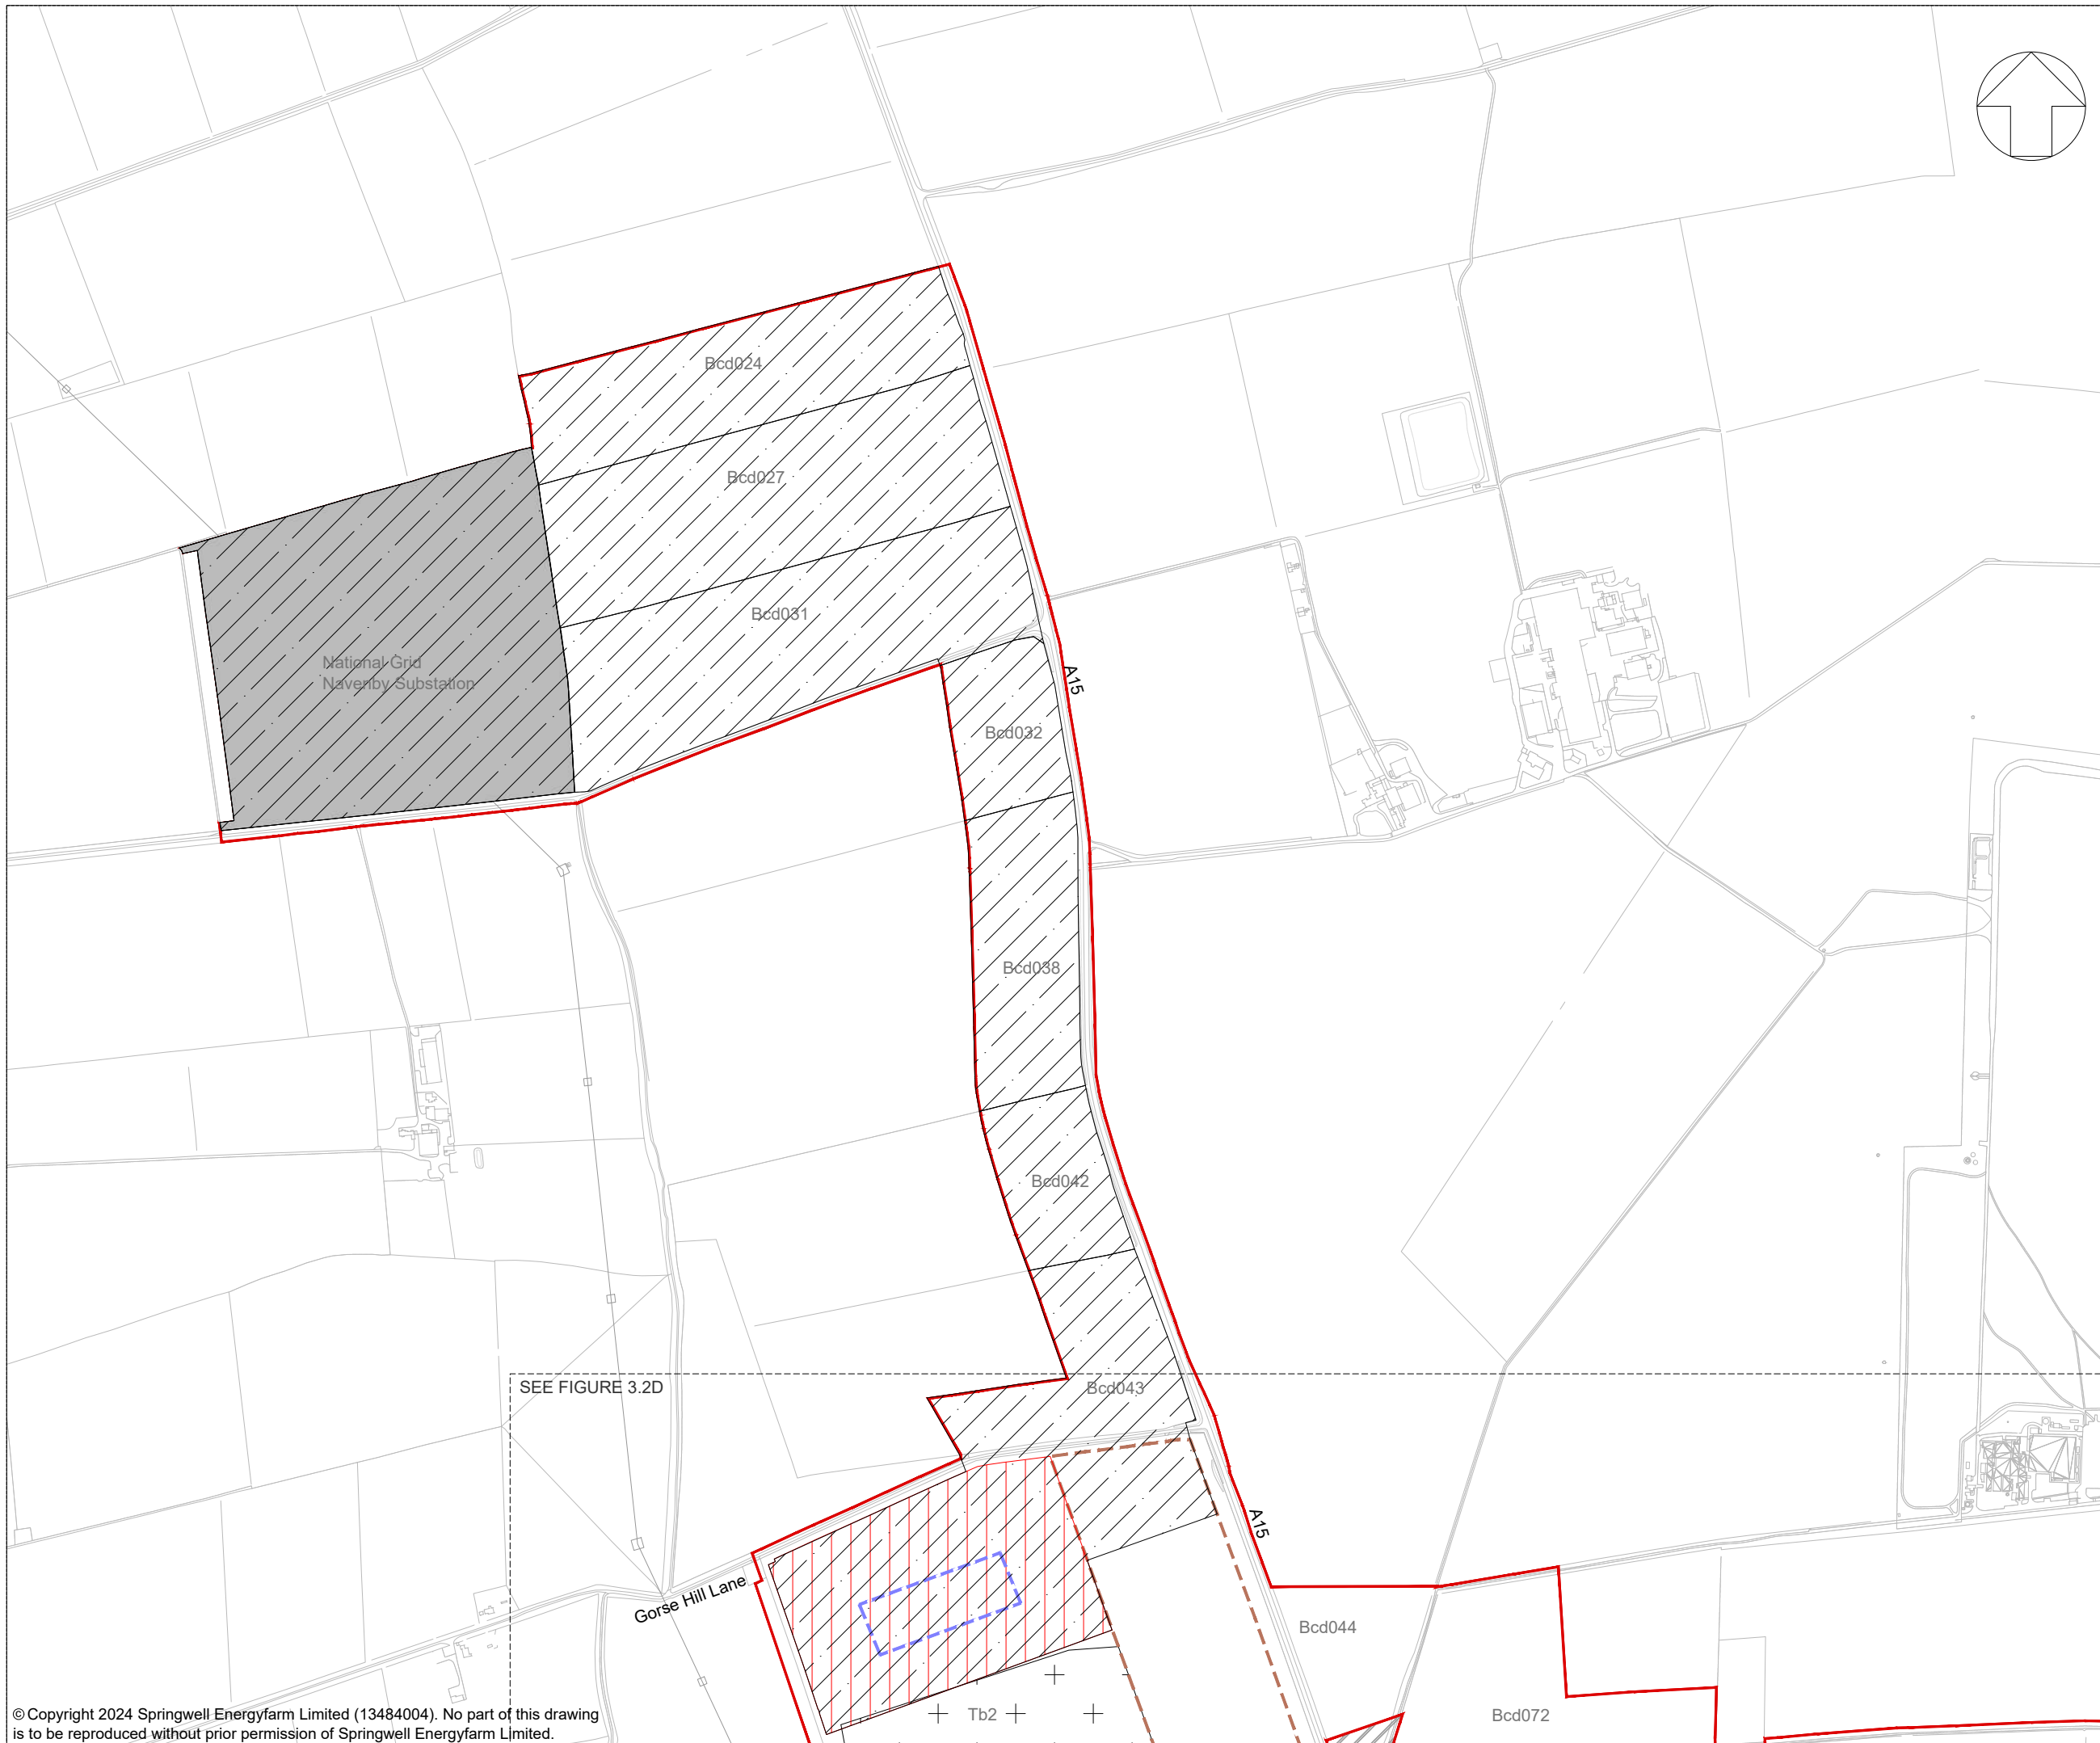 Bcd024
Bcd027
Bcd031
National Grid
Navenby Substation
A15
Bcd032
Bcd038
Bcd042
SEE FIGURE 3.2D
Bcd043
A15
Gorse Hill Lane
Bcd044
Tb2
Bcd072
© Copyright 2024 Springwell Energyfarm Limited (13484004). No part of this drawing
is to be reproduced without prior permission of Springwell Energyfarm Limited.